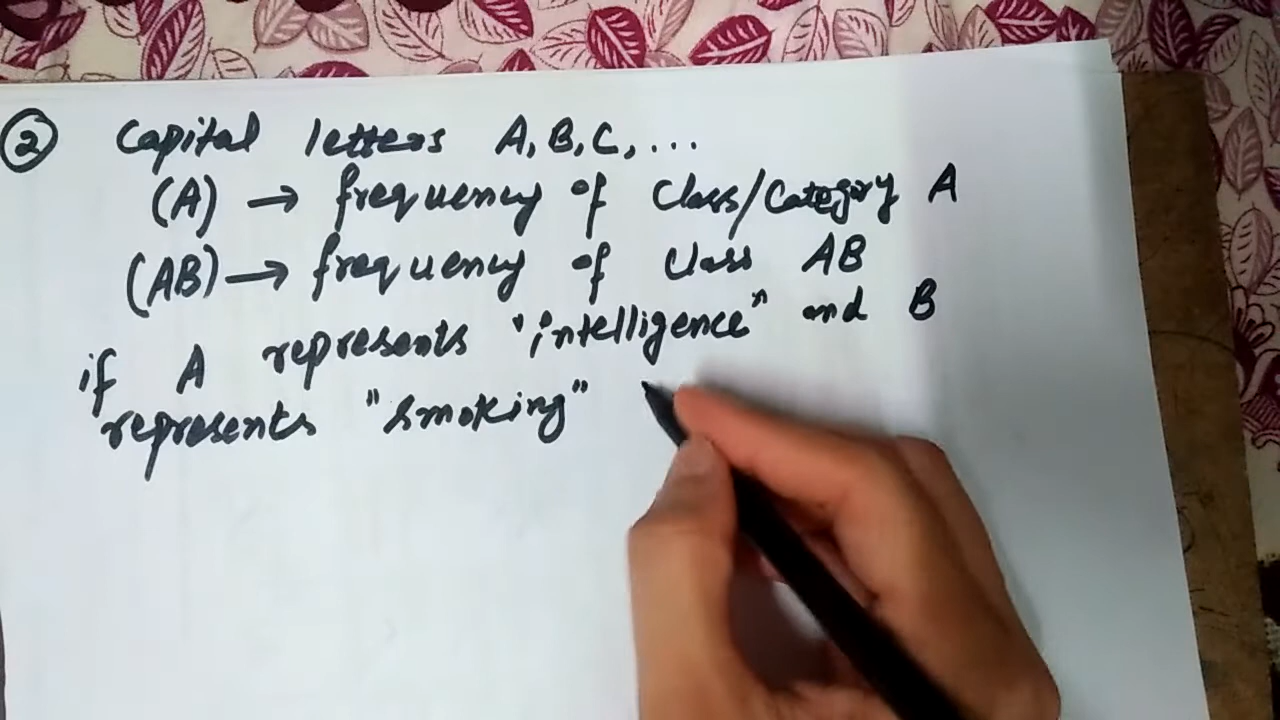 ② Capital letters A, B, C, ...
(A) → frequency of Class/Category A
(AB) → frequency of Class AB
if A represents "intelligence" and B
represents "smoking"